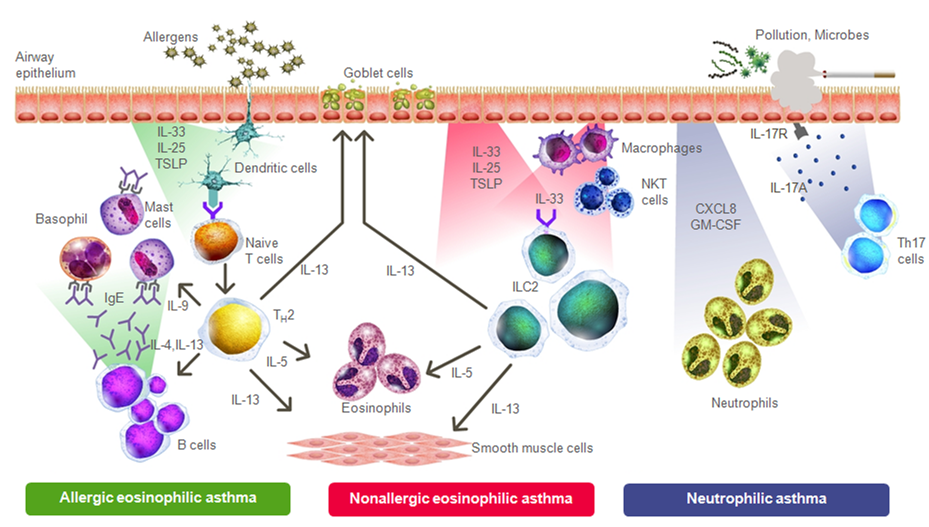 Allergens
Pollution, Microbes
Airway
epithelium
Goblet cells
IL-33
IL-25
TSLP
Dendritic cells
IL-33
IL-25
TSLP
Macrophages
IL-17R
NKT
cells
IL-33
IL-17A
CXCL8
GM-CSF
Basophil
Mast
cells
Naive
T cells
Th17
cells
IL-13
IL-13
ILC2
IgE
IL-9
TH2
IL-4,IL-13
IL-5
IL-5
IL-13
Eosinophils
IL-13
Neutrophils
B cells
Smooth muscle cells
Allergic eosinophilic asthma
Nonallergic eosinophilic asthma
Neutrophilic asthma